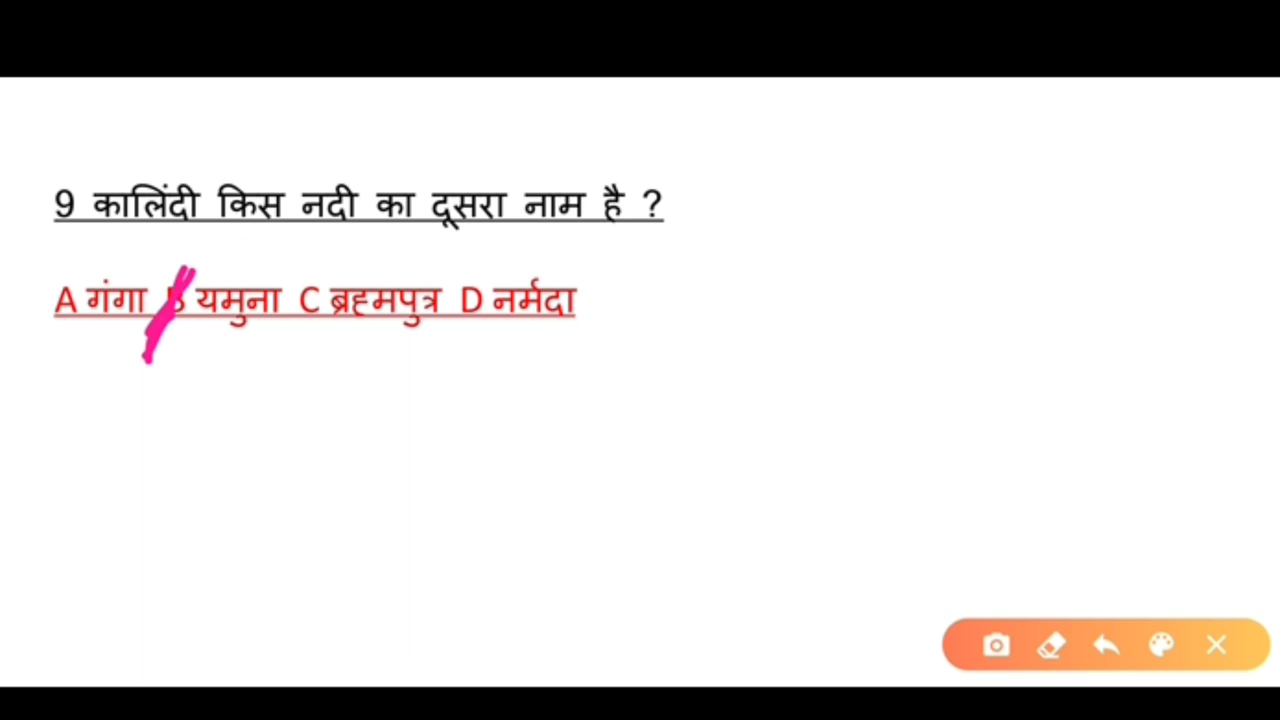 9 कालिंदी किस नदी का दूसरा नाम है ?
A गंगा B यमुना C ब्रह्मपुत्र D नर्मदा